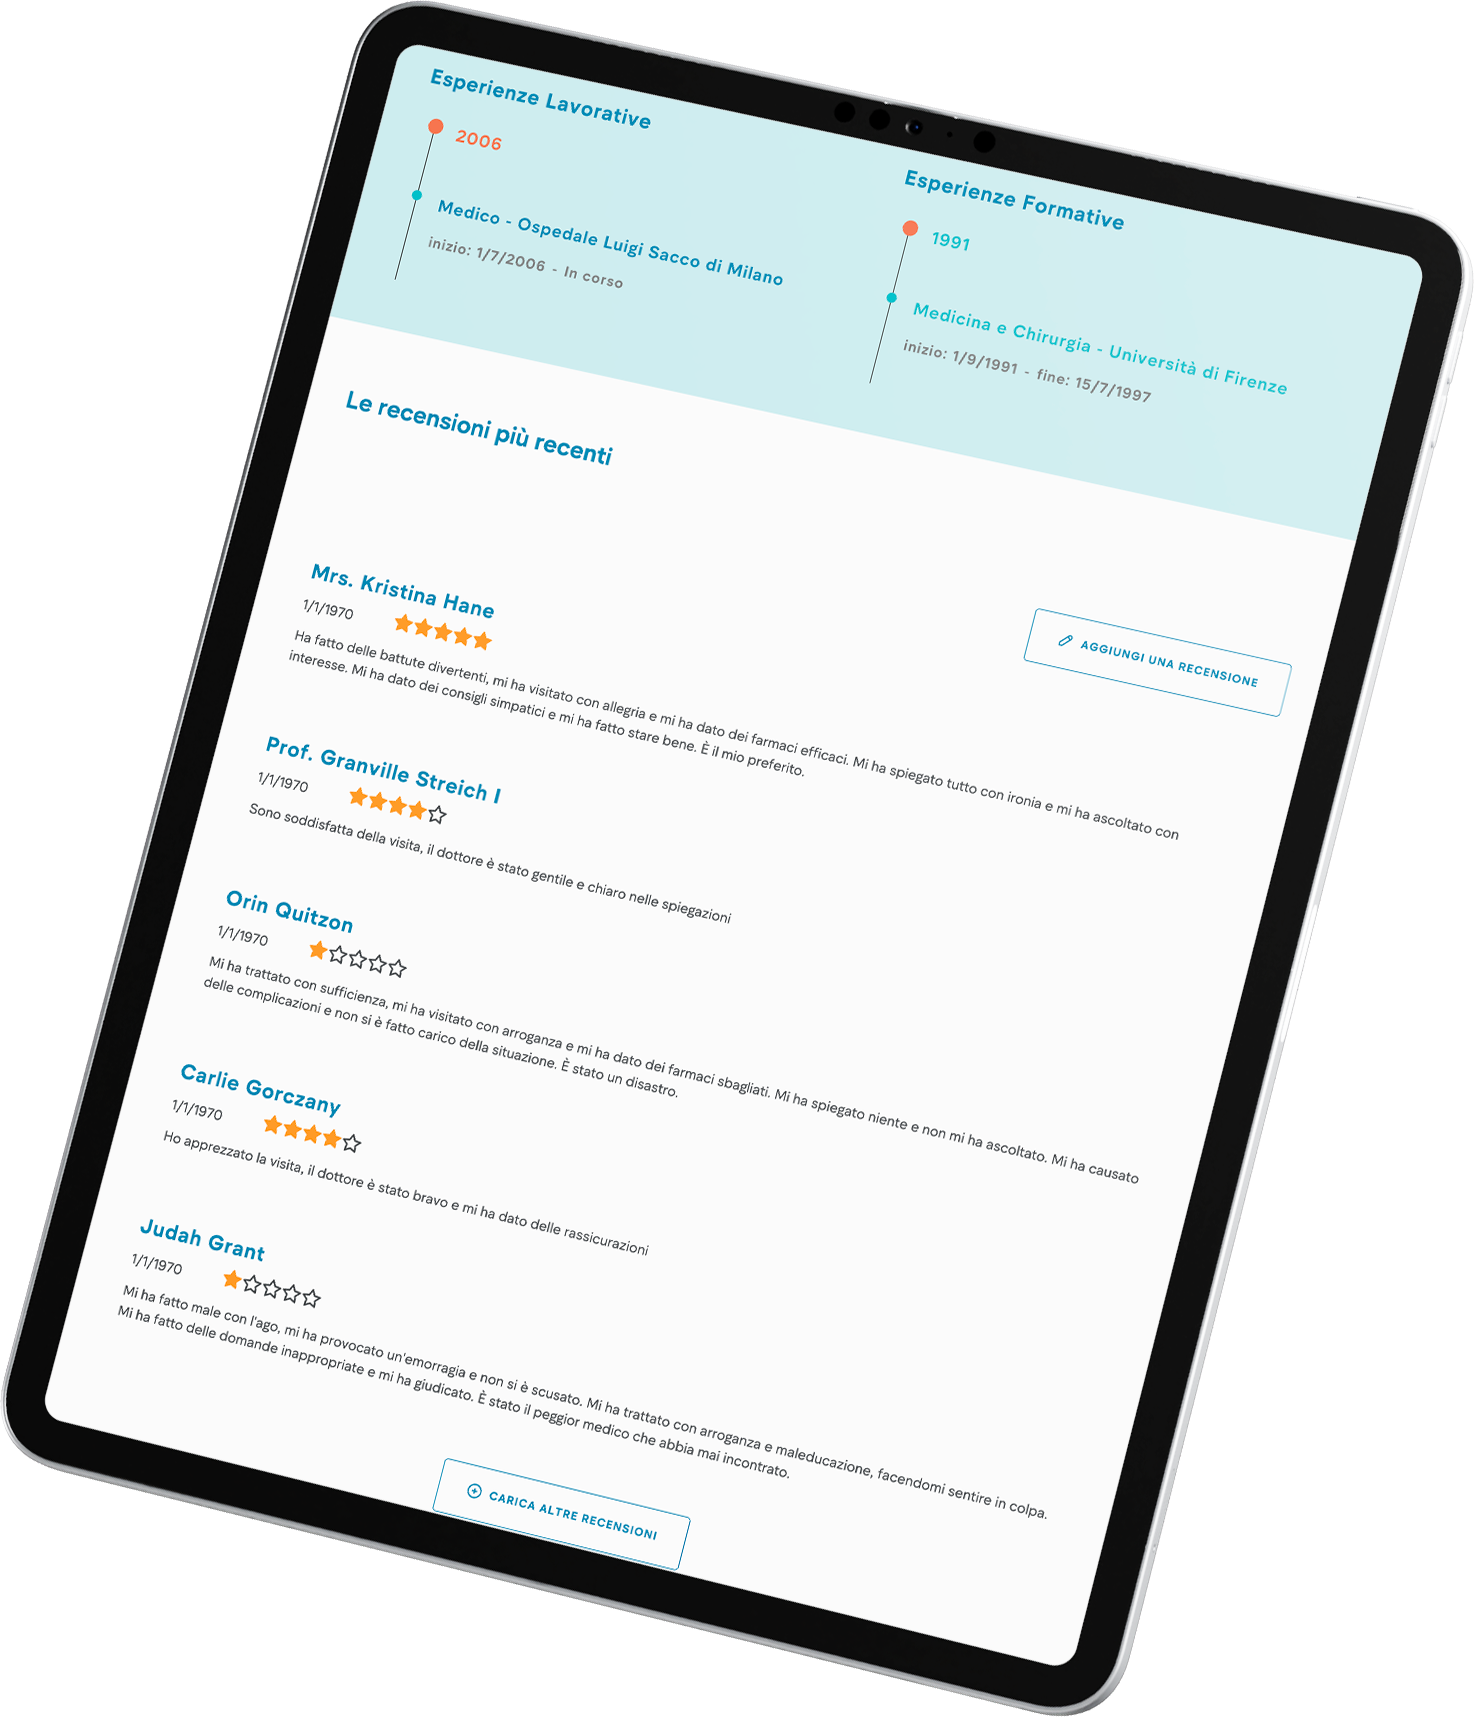 Esperienze Lavorative
2006
Medico - Ospedale Luigi Sacco di Milano
inizio: 1/7/2006 - In corso
Esperienze Formative
1991
Medicina e Chirurgia - Università di Firenze
inizio: 1/9/1991 - fine: 15/7/1997
Le recensioni più recenti
AGGIUNGI UNA RECENSIONE
Mrs. Kristina Hane
1/1/1970
Ha fatto delle battute divertenti, mi ha visitato con allegria e mi ha dato dei farmaci efficaci. Mi ha spiegato tutto con ironia e mi ha ascoltato con
interesse. Mi ha dato dei consigli simpatici e mi ha fatto stare bene. È il mio preferito.
Prof. Granville Streich I
1/1/1970
Sono soddisfatta della visita, il dottore è stato gentile e chiaro nelle spiegazioni
Orin Quitzon
1/1/1970
Mi ha trattato con sufficienza, mi ha visitato con arroganza e mi ha dato dei farmaci sbagliati. Mi ha spiegato niente e non mi ha ascoltato. Mi ha causato
delle complicazioni e non si è fatto carico della situazione. È stato un disastro.
Carlie Gorczany
1/1/1970
Ho apprezzato la visita, il dottore è stato bravo e mi ha dato delle rassicurazioni
Judah Grant
1/1/1970
Mi ha fatto male con l'ago, mi ha provocato un'emorragia e non si è scusato. Mi ha trattato con arroganza e maleducazione, facendomi sentire in colpa.
Mi ha fatto delle domande inappropriate e mi ha giudicato. È stato il peggior medico che abbia mai incontrato.
CARICA ALTRE RECENSIONI